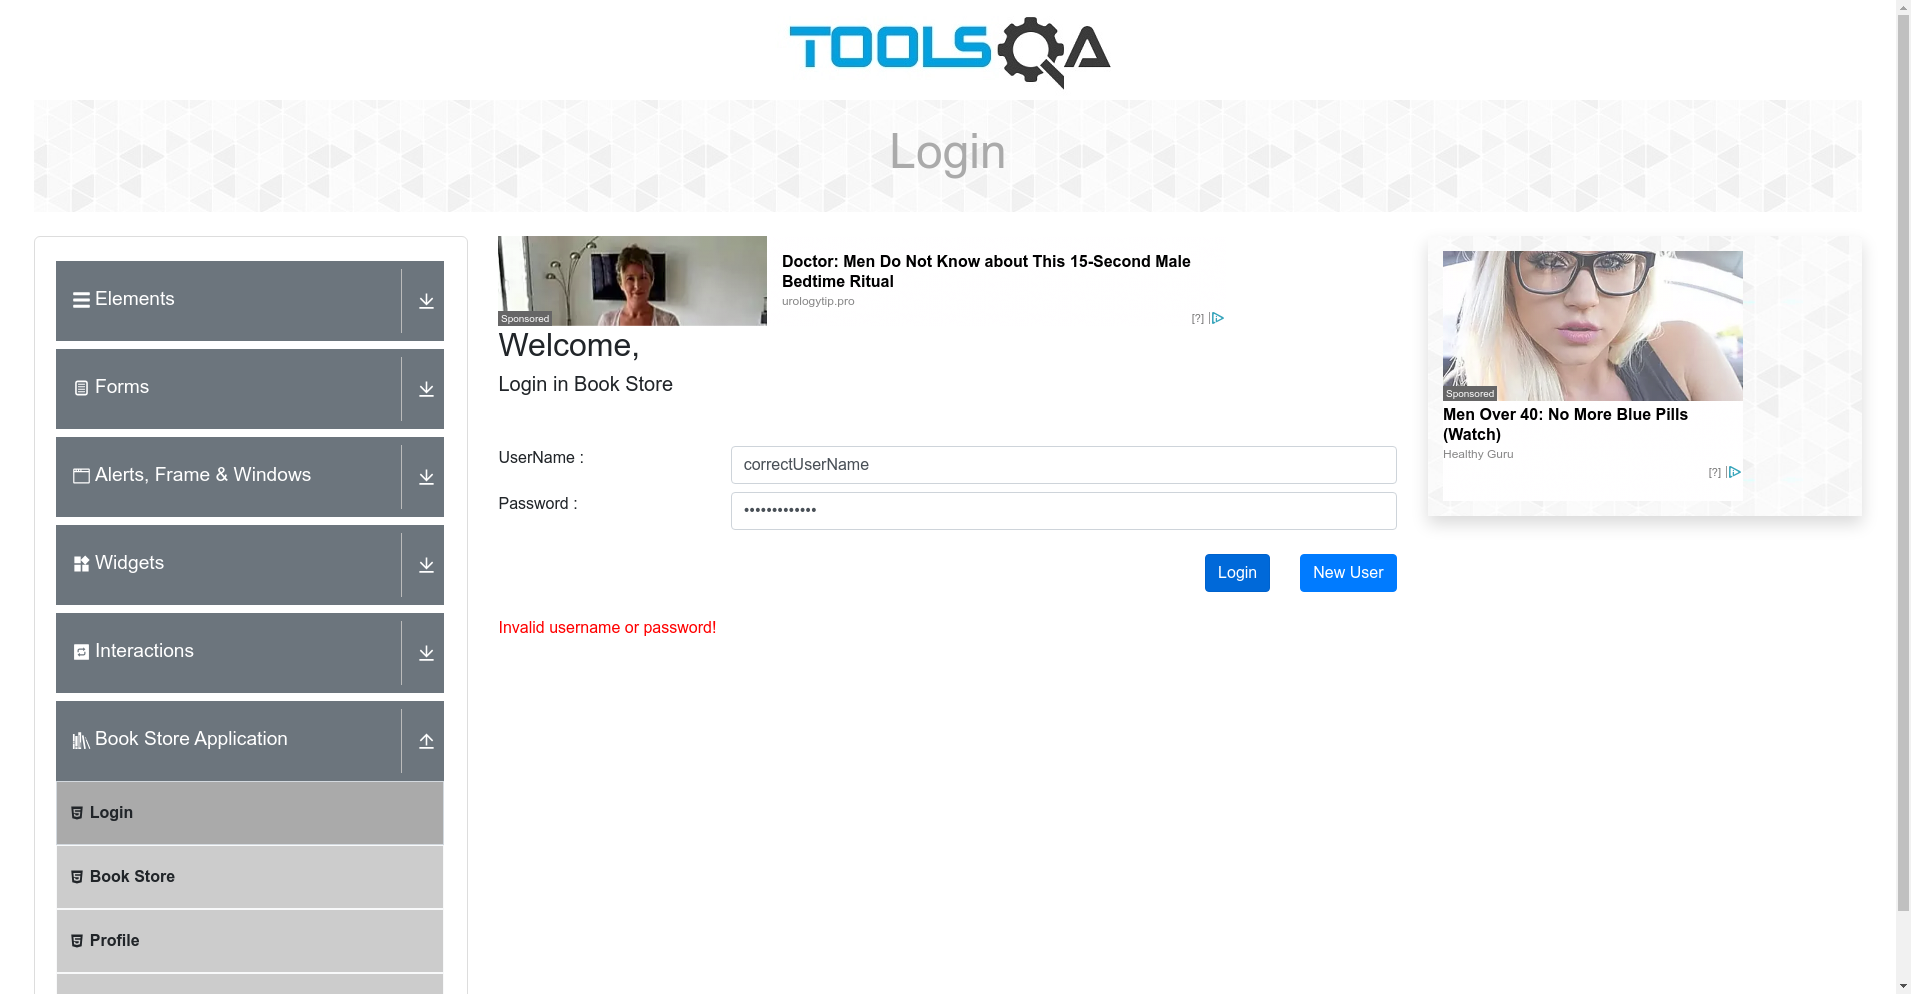 TOOLSQA
Login
Elements
Forms
Alerts, Frame & Windows
Widgets
Interactions
Book Store Application
Login
Book Store
Profile
Sponsored
Doctor: Men Do Not Know about This 15-Second Male
Bedtime Ritual
urologytip.pro
[?]
Welcome,
Login in Book Store
UserName :
correctUserName
Password :
•••••••••••••
Login
New User
Invalid username or password!
Sponsored
Men Over 40: No More Blue Pills
(Watch)
Healthy Guru
[?]